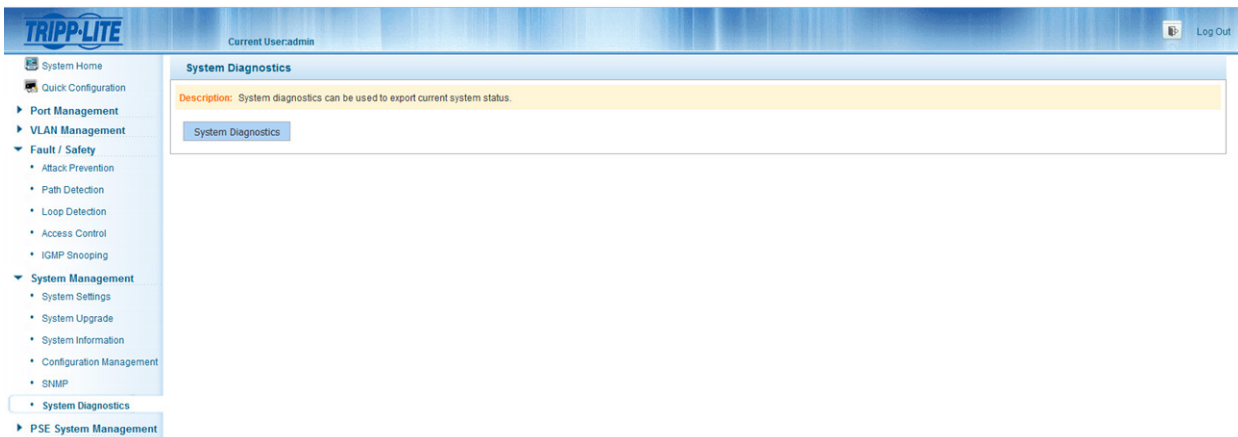 TRIPP·LITE
Current User:admin
Log Out
System Home
Quick Configuration
Port Management
VLAN Management
Fault / Safety
• Attack Prevention
• Path Detection
• Loop Detection
• Access Control
• IGMP Snooping
System Management
• System Settings
• System Upgrade
• System Information
• Configuration Management
• SNMP
• System Diagnostics
PSE System Management
System Diagnostics
Description: System diagnostics can be used to export current system status.
System Diagnostics